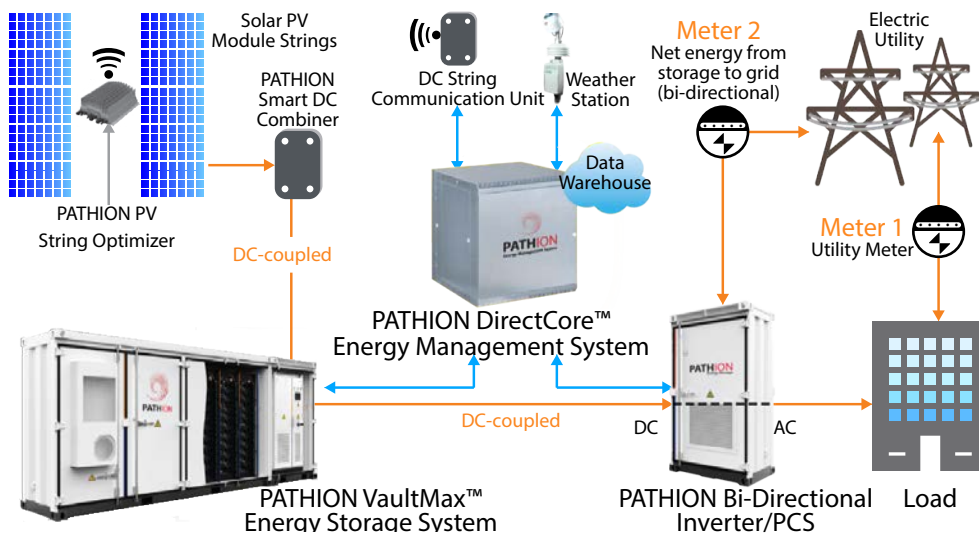 Solar PV
Module Strings
PATHION
Smart DC
Combiner
PATHION PV
String Optimizer
DC-coupled
DC String
Communication Unit
Weather
Station
Data
Warehouse
PATHION
Energy Management System
PATHION DirectCore™
Energy Management System
Meter 2
Net energy from
storage to grid
(bi-directional)
Electric
Utility
Meter 1
Utility Meter
PATHION
PATHION VaultMax™
Energy Storage System
DC-coupled
PATHION
DC
AC
PATHION Bi-Directional
Inverter/PCS
Load